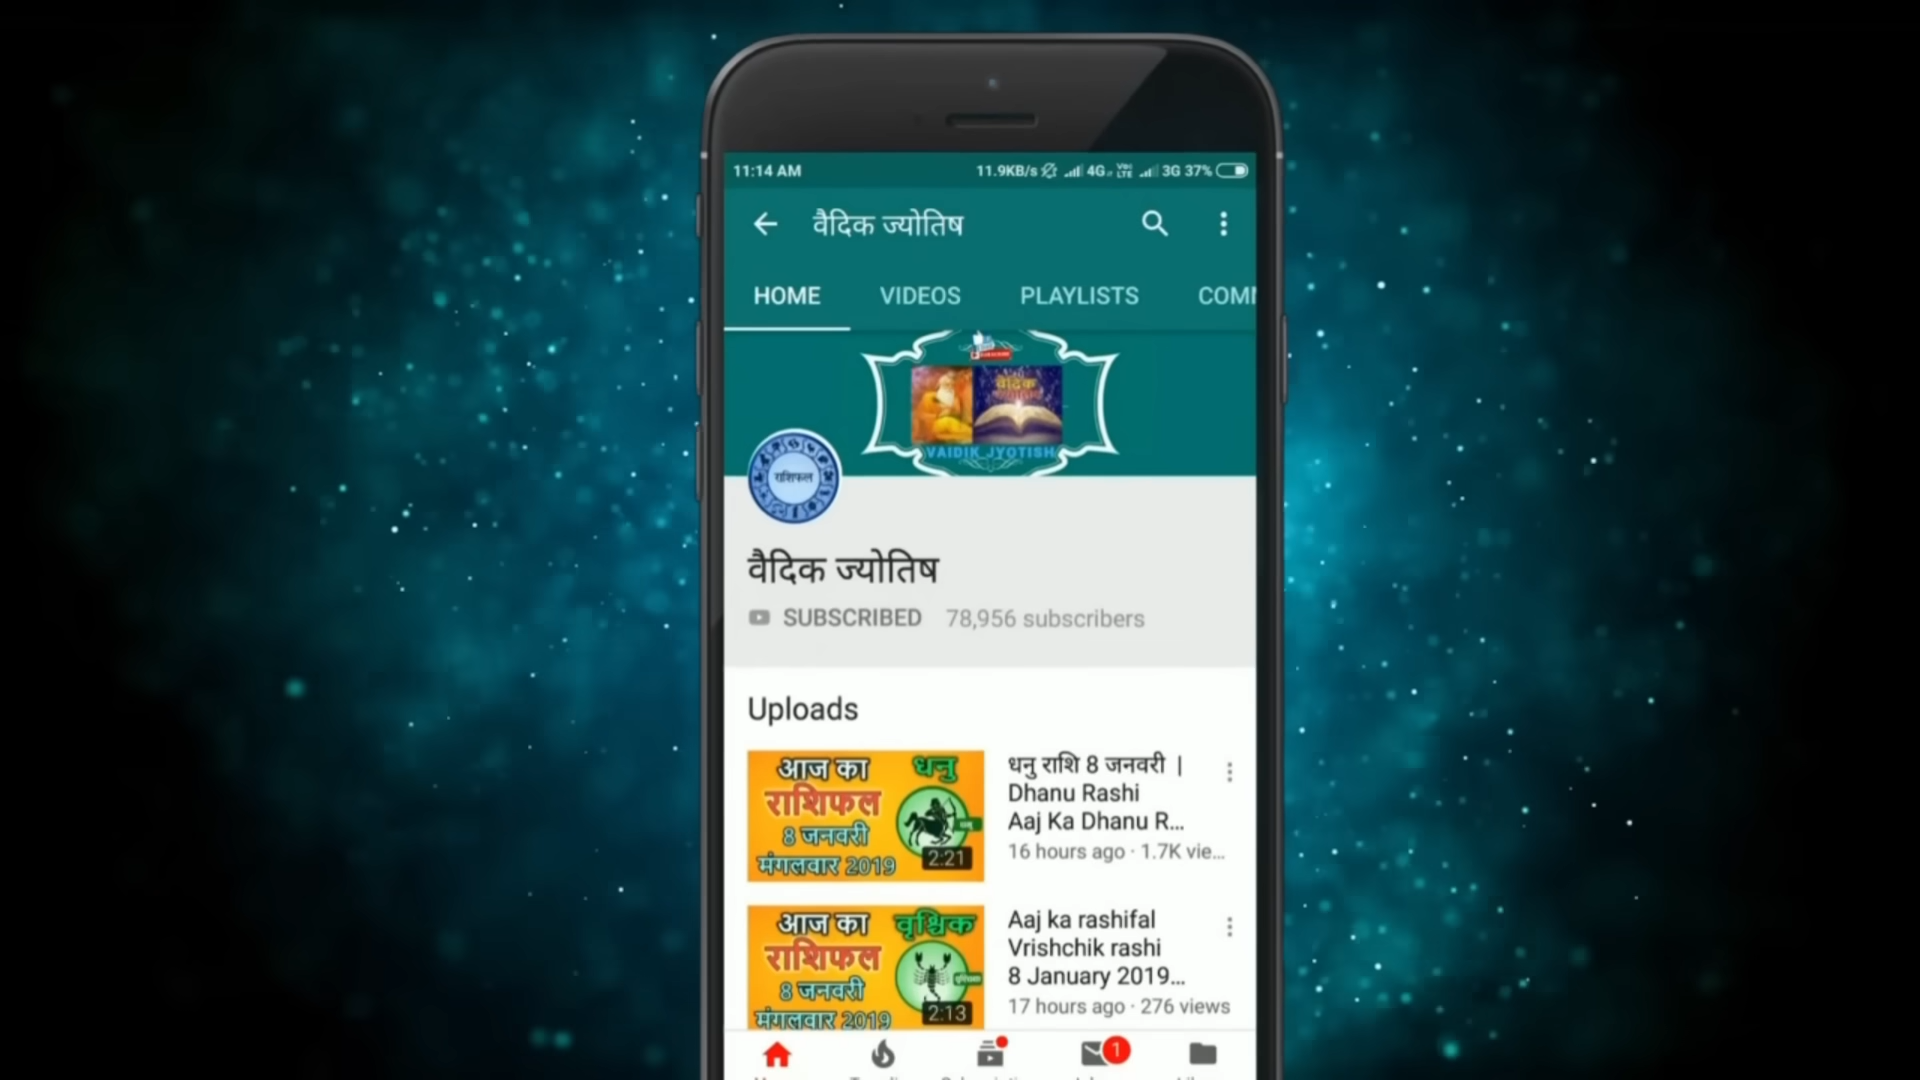 11:14 AM 11.9KB/s 4G VoLTE 3G 37%
वैदिक ज्योतिष
HOME VIDEOS PLAYLISTS COMM
वैदिक
VAIDIK JYOTISH
राशिफल
वैदिक ज्योतिष
SUBSCRIBED 78,956 subscribers
Uploads
आज का धनु
राशिफल
8 जनवरी
2:21
मंगलवार 2019
धनु राशि 8 जनवरी |
Dhanu Rashi
Aaj Ka Dhanu R...
16 hours ago · 1.7K vie...
आज का वृश्चिक
राशिफल
8 जनवरी
2:13
मंगलवार 2019
Aaj ka rashifal
Vrishchik rashi
8 January 2019...
17 hours ago · 276 views
1